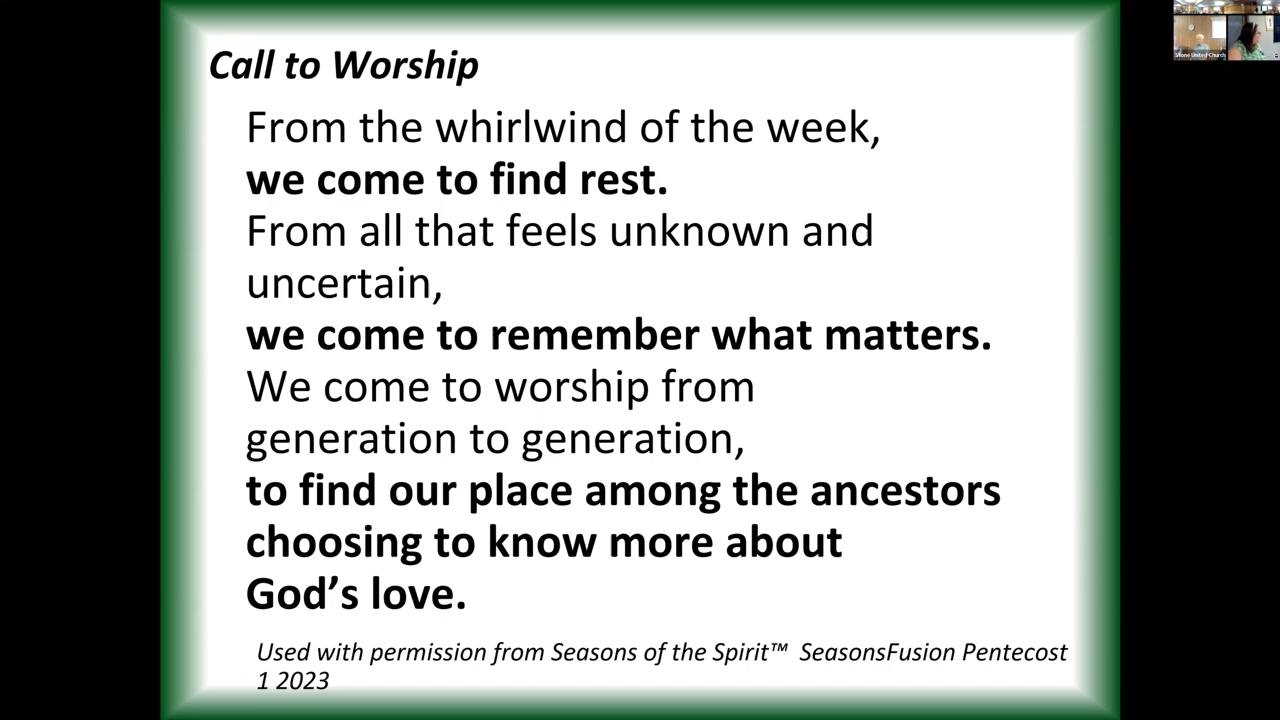 Call to Worship
From the whirlwind of the week,
we come to find rest.
From all that feels unknown and
uncertain,
we come to remember what matters.
We come to worship from
generation to generation,
to find our place among the ancestors
choosing to know more about
God’s love.
Used with permission from Seasons of the Spirit™ SeasonsFusion Pentecost
1 2023
Stone United Church